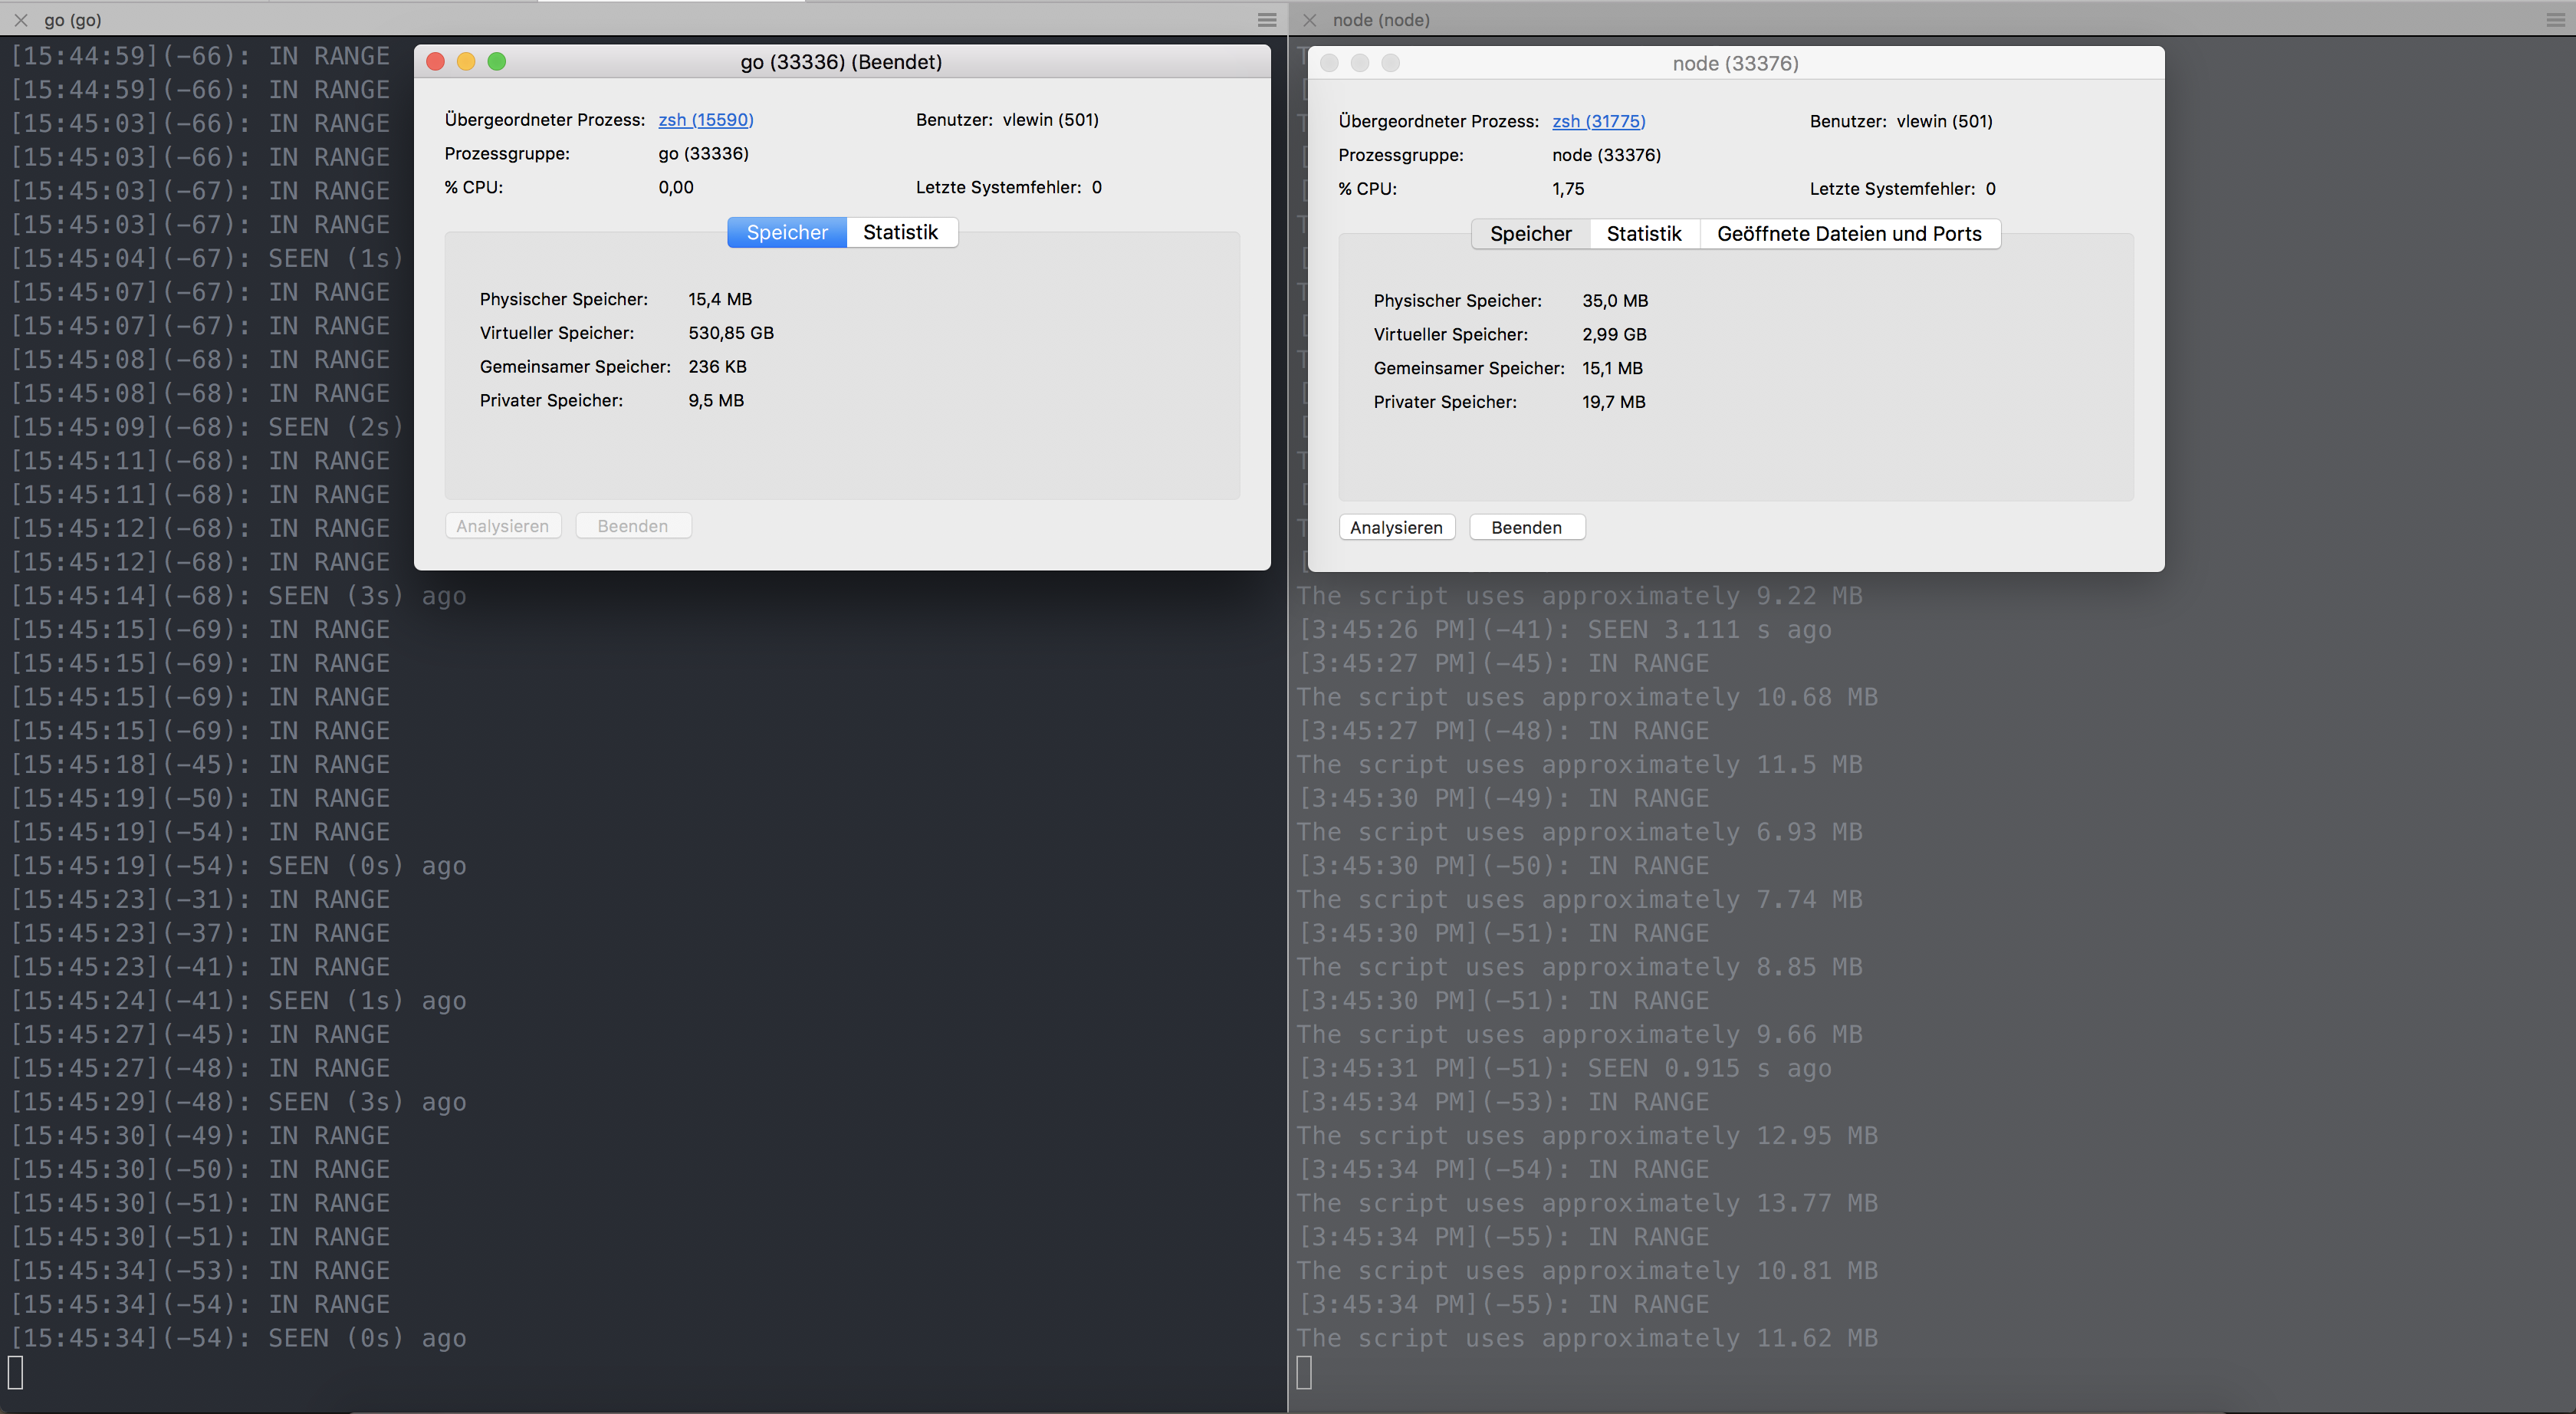 go (go)
[15:44:59](-66): IN RANGE
[15:44:59](-66): IN RANGE
[15:45:03](-66): IN RANGE
[15:45:03](-66): IN RANGE
[15:45:03](-67): IN RANGE
[15:45:03](-67): IN RANGE
[15:45:04](-67): SEEN (1s)
[15:45:07](-67): IN RANGE
[15:45:07](-67): IN RANGE
[15:45:08](-68): IN RANGE
[15:45:08](-68): IN RANGE
[15:45:09](-68): SEEN (2s)
[15:45:11](-68): IN RANGE
[15:45:11](-68): IN RANGE
[15:45:12](-68): IN RANGE
[15:45:12](-68): IN RANGE
[15:45:14](-68): SEEN (3s) ago
[15:45:15](-69): IN RANGE
[15:45:15](-69): IN RANGE
[15:45:15](-69): IN RANGE
[15:45:15](-69): IN RANGE
[15:45:18](-45): IN RANGE
[15:45:19](-50): IN RANGE
[15:45:19](-54): IN RANGE
[15:45:19](-54): SEEN (0s) ago
[15:45:23](-31): IN RANGE
[15:45:23](-37): IN RANGE
[15:45:23](-41): IN RANGE
[15:45:24](-41): SEEN (1s) ago
[15:45:27](-45): IN RANGE
[15:45:27](-48): IN RANGE
[15:45:29](-48): SEEN (3s) ago
[15:45:30](-49): IN RANGE
[15:45:30](-50): IN RANGE
[15:45:30](-51): IN RANGE
[15:45:30](-51): IN RANGE
[15:45:34](-53): IN RANGE
[15:45:34](-54): IN RANGE
[15:45:34](-54): SEEN (0s) ago
go (33336) (Beendet)
Übergeordneter Prozess: zsh (15590) Benutzer: vlewin (501)
Prozessgruppe: go (33336)
% CPU: 0,00 Letzte Systemfehler: 0
Speicher Statistik
Physischer Speicher: 15,4 MB
Virtueller Speicher: 530,85 GB
Gemeinsamer Speicher: 236 KB
Privater Speicher: 9,5 MB
Analysieren Beenden
node (node)
node (33376)
Übergeordneter Prozess: zsh (31775) Benutzer: vlewin (501)
Prozessgruppe: node (33376)
% CPU: 1,75 Letzte Systemfehler: 0
Speicher Statistik Geöffnete Dateien und Ports
Physischer Speicher: 35,0 MB
Virtueller Speicher: 2,99 GB
Gemeinsamer Speicher: 15,1 MB
Privater Speicher: 19,7 MB
Analysieren Beenden
The script uses approximately 9.22 MB
[3:45:26 PM](-41): SEEN 3.111 s ago
[3:45:27 PM](-45): IN RANGE
The script uses approximately 10.68 MB
[3:45:27 PM](-48): IN RANGE
The script uses approximately 11.5 MB
[3:45:30 PM](-49): IN RANGE
The script uses approximately 6.93 MB
[3:45:30 PM](-50): IN RANGE
The script uses approximately 7.74 MB
[3:45:30 PM](-51): IN RANGE
The script uses approximately 8.85 MB
[3:45:30 PM](-51): IN RANGE
The script uses approximately 9.66 MB
[3:45:31 PM](-51): SEEN 0.915 s ago
[3:45:34 PM](-53): IN RANGE
The script uses approximately 12.95 MB
[3:45:34 PM](-54): IN RANGE
The script uses approximately 13.77 MB
[3:45:34 PM](-55): IN RANGE
The script uses approximately 10.81 MB
[3:45:34 PM](-55): IN RANGE
The script uses approximately 11.62 MB